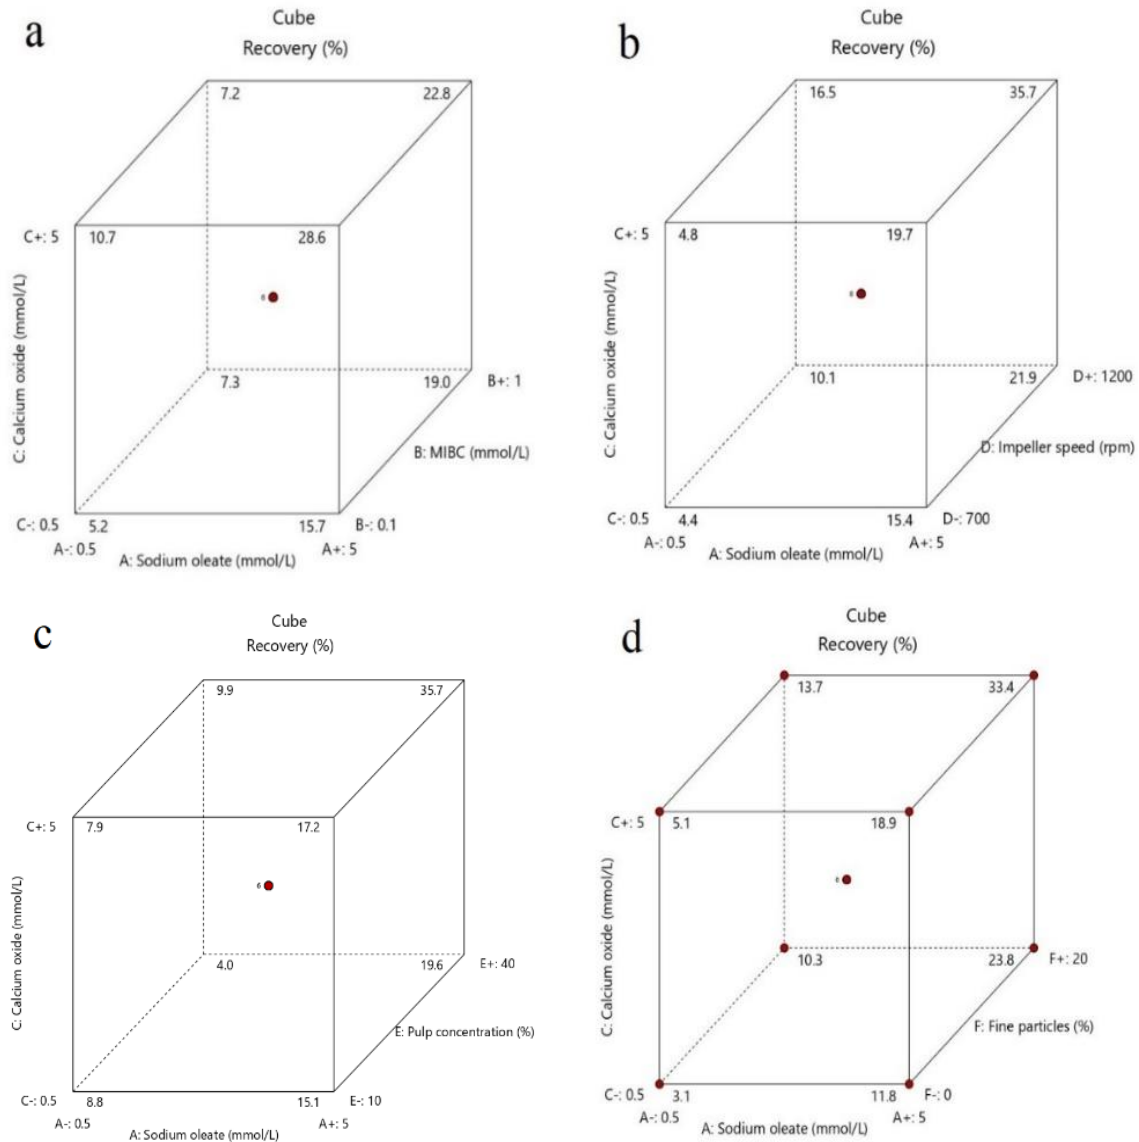 a
Cube
Recovery (%)
7.2
22.8
C+: 5
10.7
28.6
6
C: Calcium oxide (mmol/L)
7.3
19.0
B+: 1
B: MIBC (mmol/L)
C-: 0.5
5.2
15.7
B-: 0.1
A-: 0.5
A: Sodium oleate (mmol/L)
A+: 5
b
Cube
Recovery (%)
16.5
35.7
C+: 5
4.8
19.7
6
C: Calcium oxide (mmol/L)
10.1
21.9
D+: 1200
D: Impeller speed (rpm)
C-: 0.5
4.4
15.4
D-: 700
A-: 0.5
A: Sodium oleate (mmol/L)
A+: 5
c
Cube
Recovery (%)
9.9
35.7
C+: 5
7.9
17.2
6
C: Calcium oxide (mmol/L)
4.0
19.6
E+: 40
E: Pulp concentration (%)
C-: 0.5
8.8
15.1
E-: 10
A-: 0.5
A: Sodium oleate (mmol/L)
A+: 5
d
Cube
Recovery (%)
13.7
33.4
C+: 5
5.1
18.9
6
C: Calcium oxide (mmol/L)
10.3
23.8
F+: 20
F: Fine particles (%)
C-: 0.5
3.1
11.8
F-: 0
A-: 0.5
A: Sodium oleate (mmol/L)
A+: 5